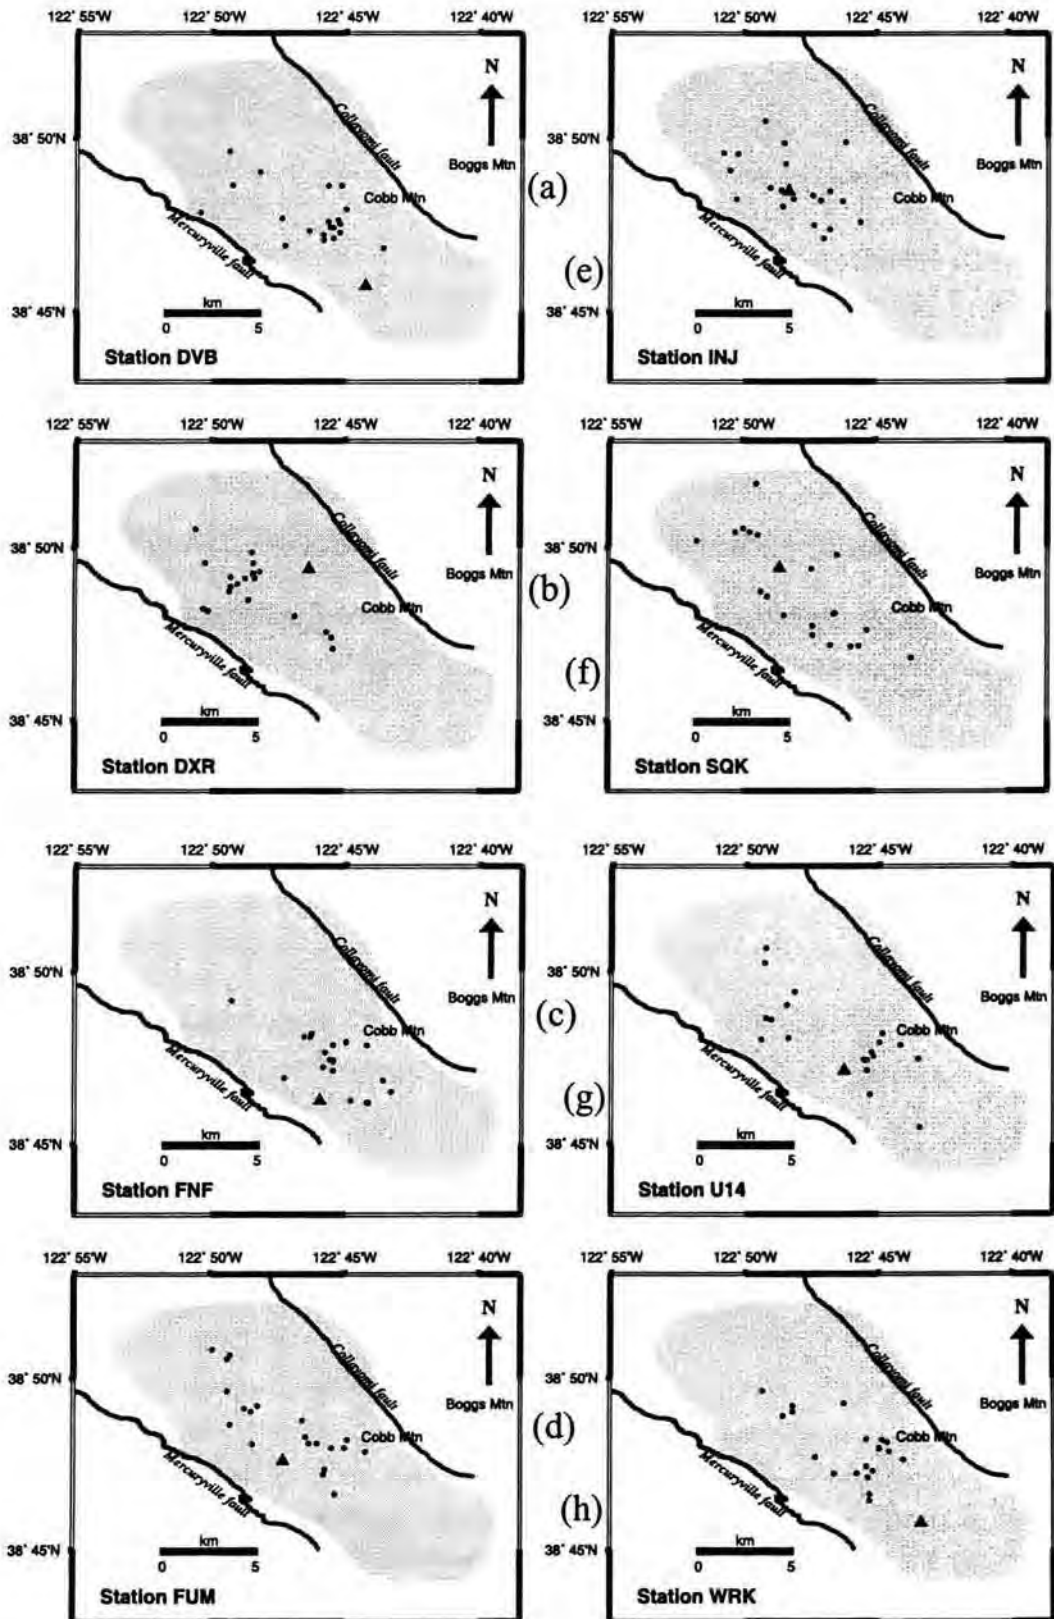 122° 55'W 122° 50'W 122° 45'W 122° 40'W
38° 50'N
38° 45'N
N
Collayomi fault
Boggs Mtn
Cobb Mtn
Mercuryville fault
km
0 5
Station DVB
(a)
122° 55'W 122° 50'W 122° 45'W 122° 40'W
38° 50'N
38° 45'N
N
Collayomi fault
Boggs Mtn
Cobb Mtn
Mercuryville fault
km
0 5
Station INJ
(e)
122° 55'W 122° 50'W 122° 45'W 122° 40'W
38° 50'N
38° 45'N
N
Collayomi fault
Boggs Mtn
Cobb Mtn
Mercuryville fault
km
0 5
Station DXR
(b)
122° 55'W 122° 50'W 122° 45'W 122° 40'W
38° 50'N
38° 45'N
N
Collayomi fault
Boggs Mtn
Cobb Mtn
Mercuryville fault
km
0 5
Station SQK
(f)
122° 55'W 122° 50'W 122° 45'W 122° 40'W
38° 50'N
38° 45'N
N
Collayomi fault
Boggs Mtn
Cobb Mtn
Mercuryville fault
km
0 5
Station FNF
(c)
122° 55'W 122° 50'W 122° 45'W 122° 40'W
38° 50'N
38° 45'N
N
Collayomi fault
Boggs Mtn
Cobb Mtn
Mercuryville fault
km
0 5
Station U14
(g)
122° 55'W 122° 50'W 122° 45'W 122° 40'W
38° 50'N
38° 45'N
N
Collayomi fault
Boggs Mtn
Cobb Mtn
Mercuryville fault
km
0 5
Station FUM
(d)
122° 55'W 122° 50'W 122° 45'W 122° 40'W
38° 50'N
38° 45'N
N
Collayomi fault
Boggs Mtn
Cobb Mtn
Mercuryville fault
km
0 5
Station WRK
(h)